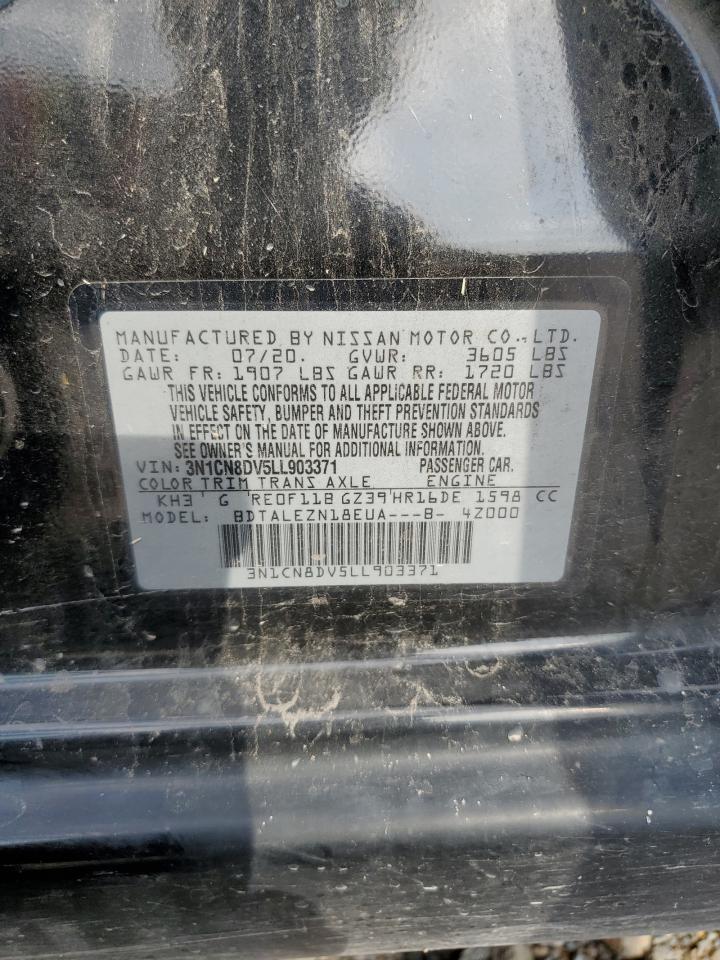 MANUFACTURED BY NISSAN MOTOR CO., LTD.
DATE: 07/20. GVWR: 3605 LBS
GAWR FR: 1907 LBS GAWR RR: 1720 LBS
THIS VEHICLE CONFORMS TO ALL APPLICABLE FEDERAL MOTOR
VEHICLE SAFETY, BUMPER AND THEFT PREVENTION STANDARDS
IN EFFECT ON THE DATE OF MANUFACTURE SHOWN ABOVE.
SEE OWNER'S MANUAL FOR ADDITIONAL INFORMATION.
VIN: 3N1CN8DV5LL903371 PASSENGER CAR.
COLOR TRIM TRANS AXLE ENGINE
KH3 G RE0F11B GZ39 HR16DE 1598 CC
MODEL: BDTALEZN18EUA---B- 4Z000
3N1CN8DV5LL903371